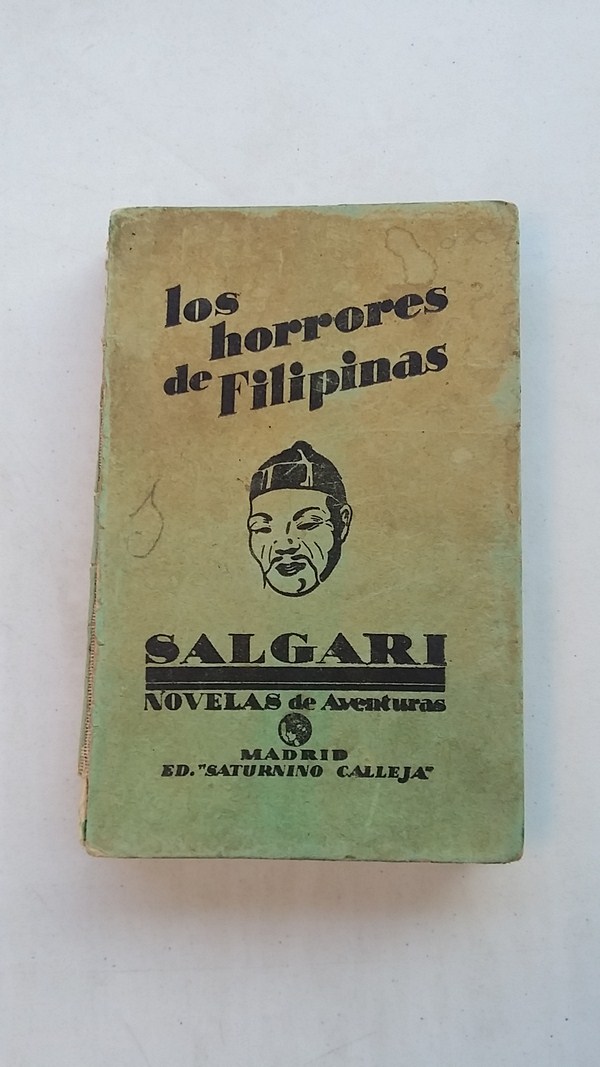 los
horrores
de Filipinas
SALGARI
NOVELAS de Aventuras
MADRID
ED. "SATURNINO CALLEJA"